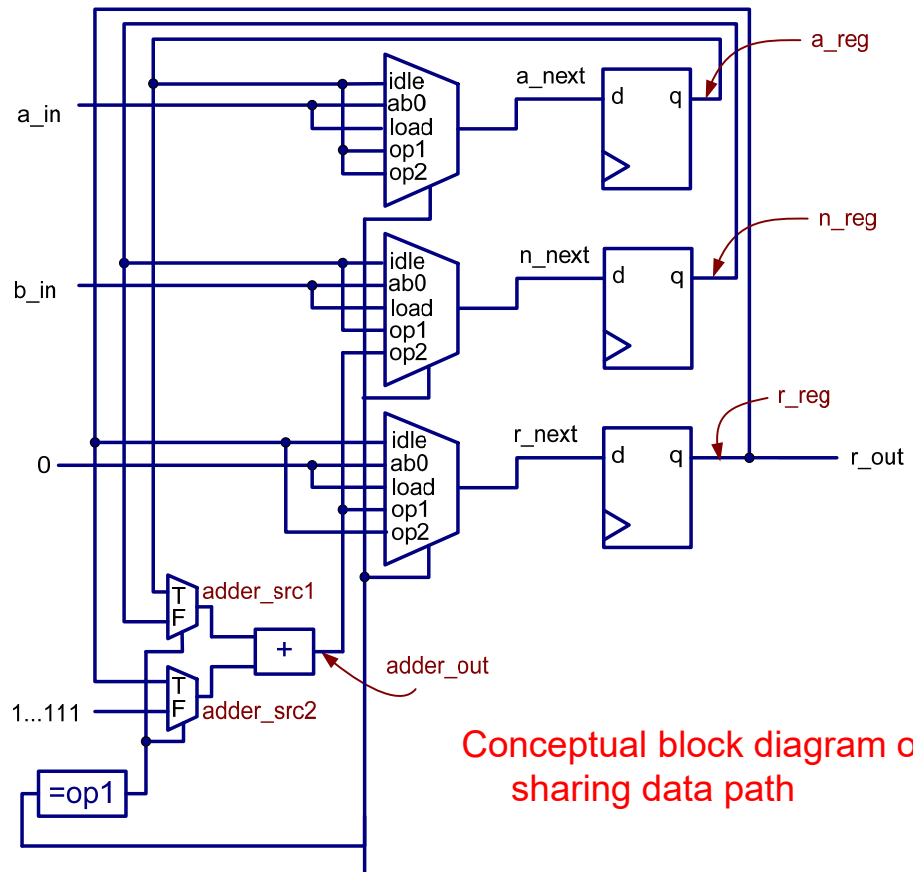 a_reg
idle
a_next
d
q
ab0
a_in
load
op1
op2
n_reg
idle
n_next
d
q
ab0
b_in
load
op1
op2
r_reg
idle
r_next
d
q
0
ab0
r_out
load
op1
op2
T
adder_src1
F
+
adder_out
T
1...111
F
adder_src2
Conceptual block diagram o
sharing data path
=op1